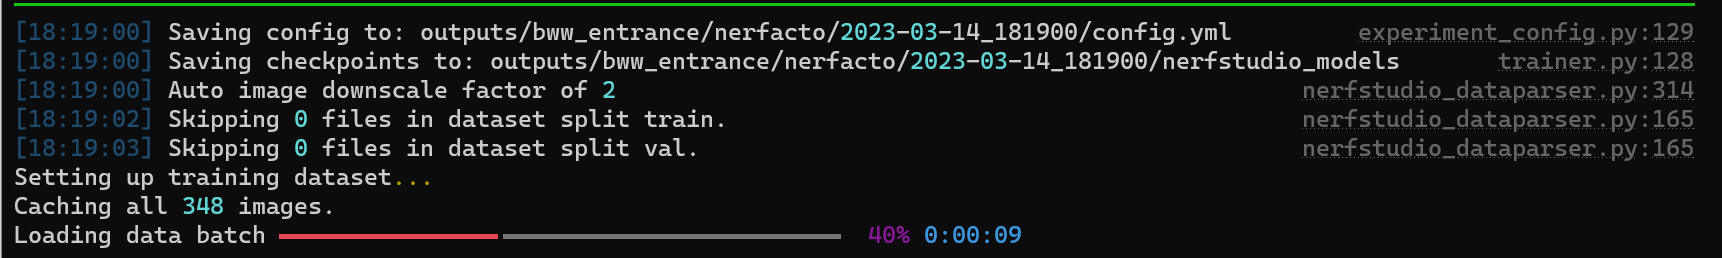 [18:19:00] Saving config to: outputs/bww_entrance/nerfacto/2023-03-14_181900/config.yml experiment_config.py:129
[18:19:00] Saving checkpoints to: outputs/bww_entrance/nerfacto/2023-03-14_181900/nerfstudio_models trainer.py:128
[18:19:00] Auto image downscale factor of 2 nerfstudio_dataparser.py:314
[18:19:02] Skipping 0 files in dataset split train. nerfstudio_dataparser.py:165
[18:19:03] Skipping 0 files in dataset split val. nerfstudio_dataparser.py:165
Setting up training dataset...
Caching all 348 images.
Loading data batch 40% 0:00:09